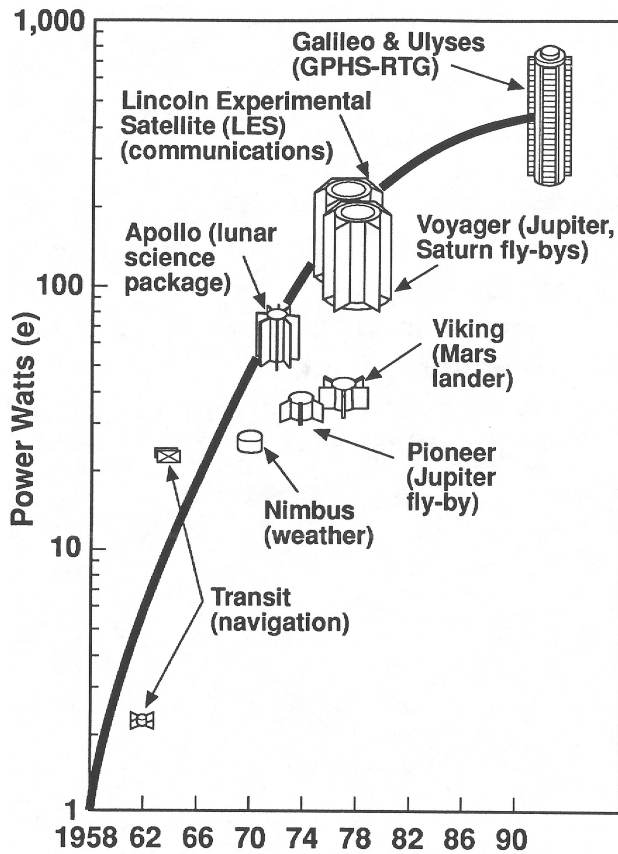 1,000
Galileo & Ulyses
(GPHS-RTG)
Lincoln Experimental
Satellite (LES)
(communications)
Apollo (lunar
science
package)
Voyager (Jupiter,
Saturn fly-bys)
100
Viking
(Mars
lander)
Power Watts (e)
Pioneer
(Jupiter
fly-by)
Nimbus
(weather)
10
Transit
(navigation)
1
1958 62 66 70 74 78 82 86 90